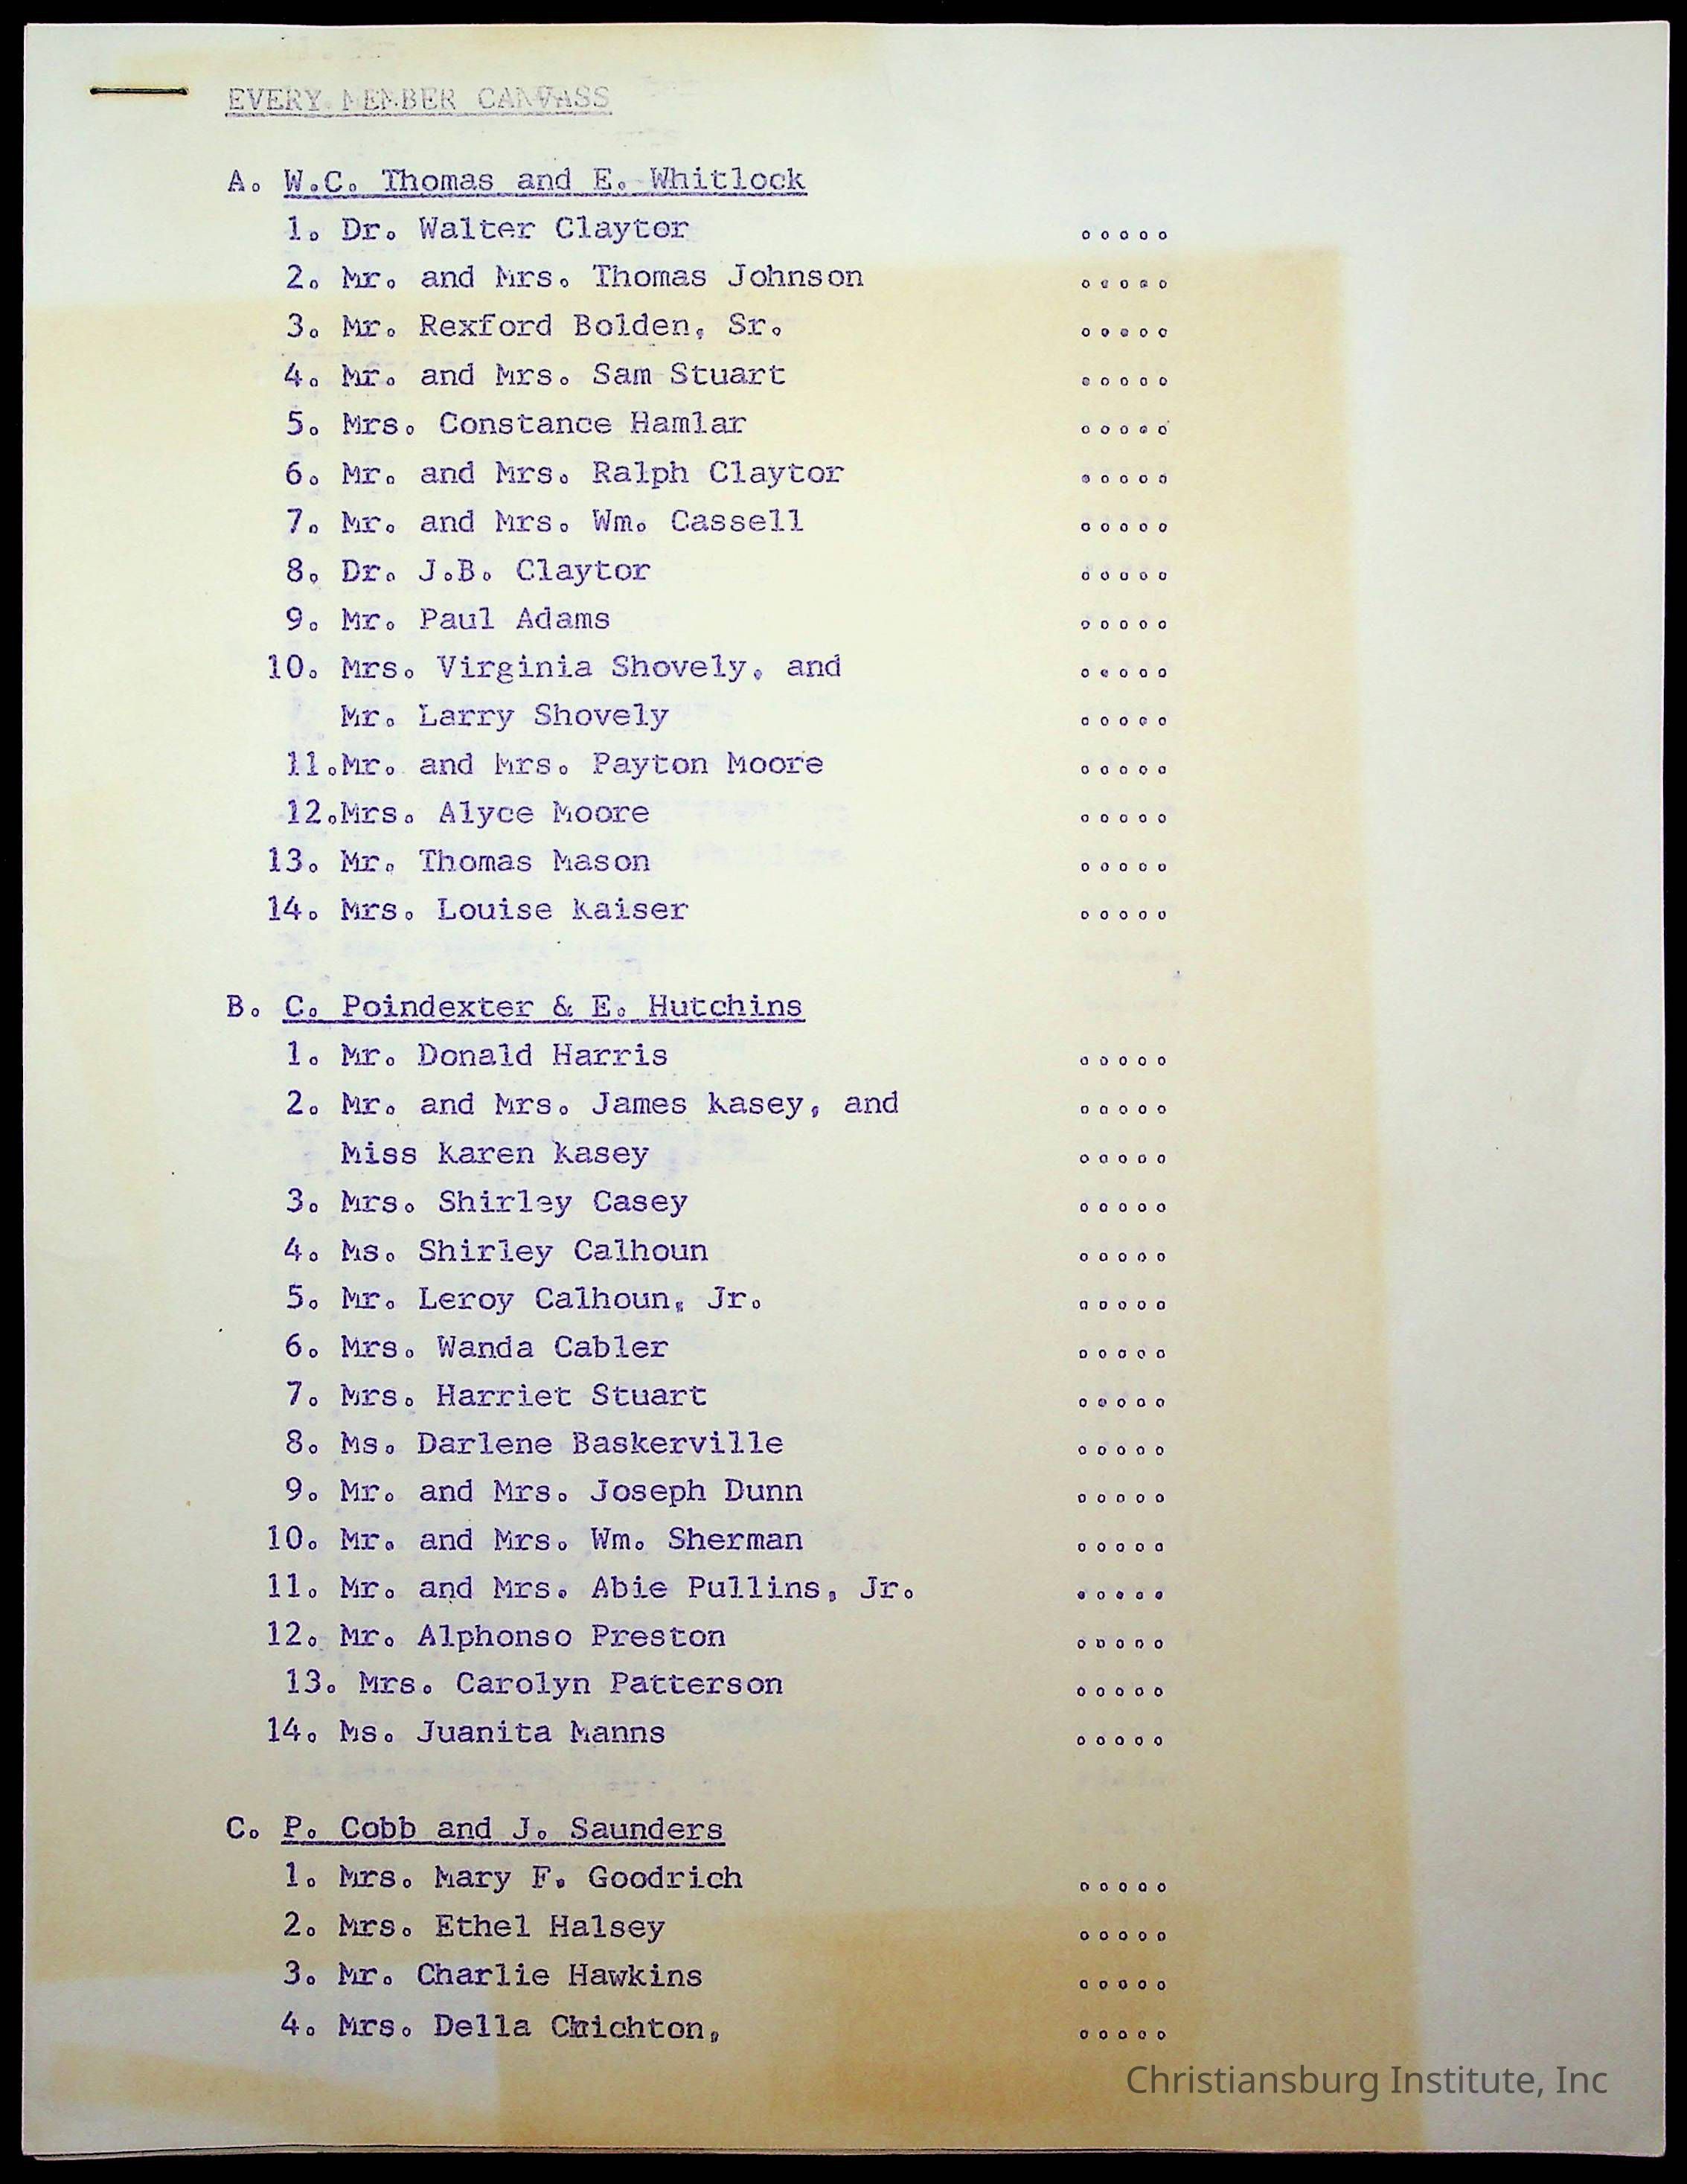 EVERY MEMBER CANVASS
A. W.C. Thomas and E. Whitlock
1. Dr. Walter Claytor .....
2. Mr. and Mrs. Thomas Johnson .....
3. Mr. Rexford Bolden, Sr. .....
4. Mr. and Mrs. Sam Stuart .....
5. Mrs. Constance Hamlar .....
6. Mr. and Mrs. Ralph Claytor .....
7. Mr. and Mrs. Wm. Cassell .....
8. Dr. J.B. Claytor .....
9. Mr. Paul Adams .....
10. Mrs. Virginia Shovely, and .....
Mr. Larry Shovely .....
11.Mr. and Mrs. Payton Moore .....
12.Mrs. Alyce Moore .....
13. Mr. Thomas Mason .....
14. Mrs. Louise Kaiser .....
B. C. Poindexter & E. Hutchins
1. Mr. Donald Harris .....
2. Mr. and Mrs. James Kasey, and .....
Miss Karen Kasey .....
3. Mrs. Shirley Casey .....
4. Ms. Shirley Calhoun .....
5. Mr. Leroy Calhoun, Jr. .....
6. Mrs. Wanda Cabler .....
7. Mrs. Harriet Stuart .....
8. Ms. Darlene Baskerville .....
9. Mr. and Mrs. Joseph Dunn .....
10. Mr. and Mrs. Wm. Sherman .....
11. Mr. and Mrs. Abie Pullins, Jr. .....
12. Mr. Alphonso Preston .....
13. Mrs. Carolyn Patterson .....
14. Ms. Juanita Manns .....
C. P. Cobb and J. Saunders
1. Mrs. Mary F. Goodrich .....
2. Mrs. Ethel Halsey .....
3. Mr. Charlie Hawkins .....
4. Mrs. Della Chichton, .....
Christiansburg Institute, Inc